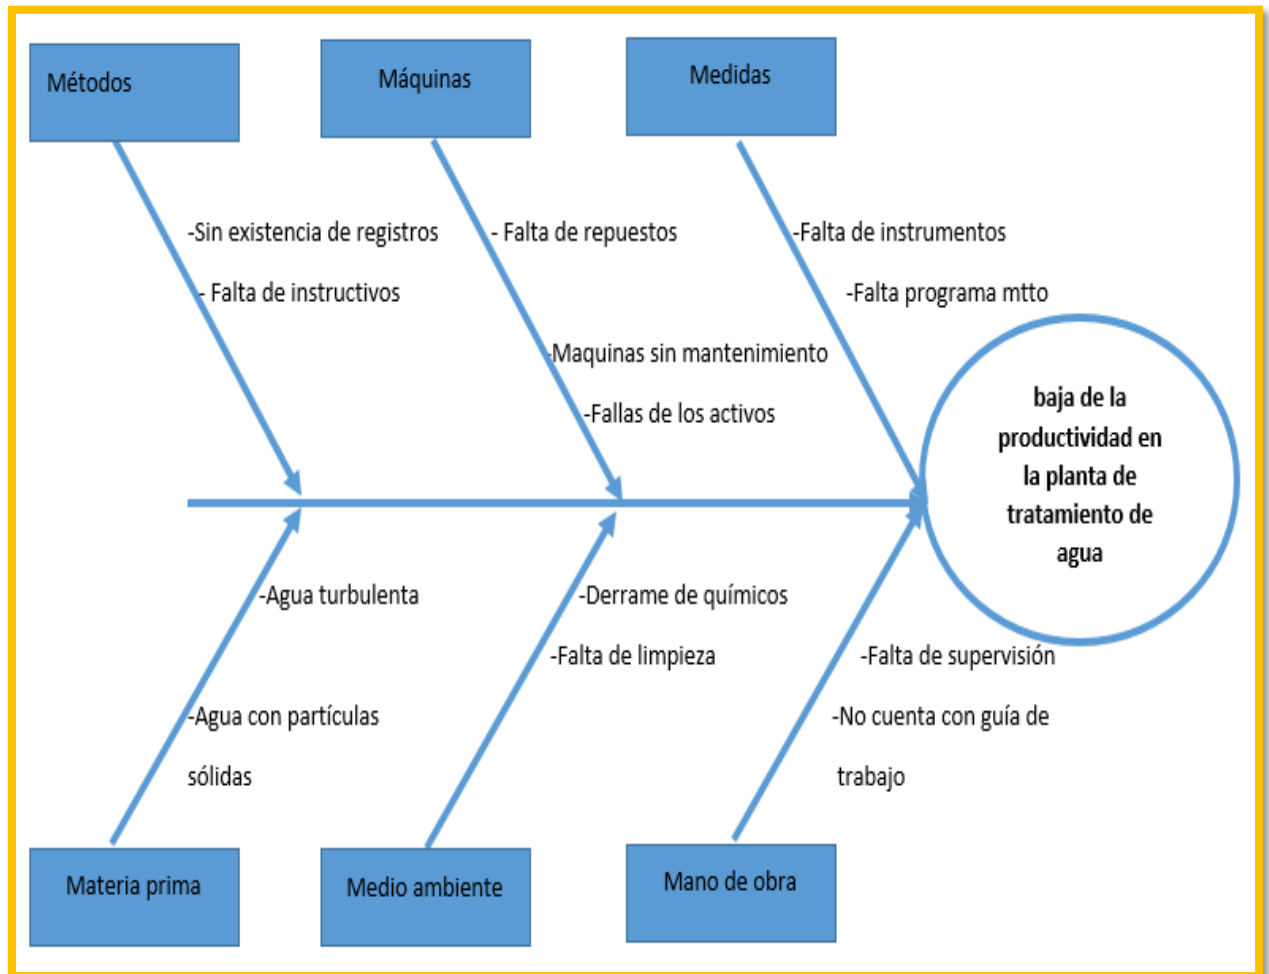 Métodos
Máquinas
Medidas
-Sin existencia de registros
- Falta de instructivos
- Falta de repuestos
-Maquinas sin mantenimiento
-Fallas de los activos
-Falta de instrumentos
-Falta programa mtto
baja de la
productividad en
la planta de
tratamiento de
agua
-Agua turbulenta
-Agua con partículas
sólidas
-Derrame de químicos
-Falta de limpieza
-Falta de supervisión
-No cuenta con guía de
trabajo
Materia prima
Medio ambiente
Mano de obra